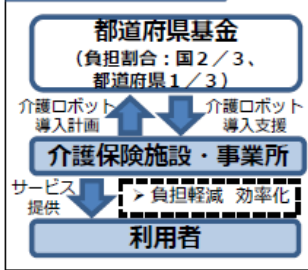 都道府県基金
（負担割合：国２／３、
都道府県１／３）
介護ロボット
導入計画
介護ロボット
導入支援
介護保険施設・事業所
サービス
提供
➢ 負担軽減 効率化
利用者